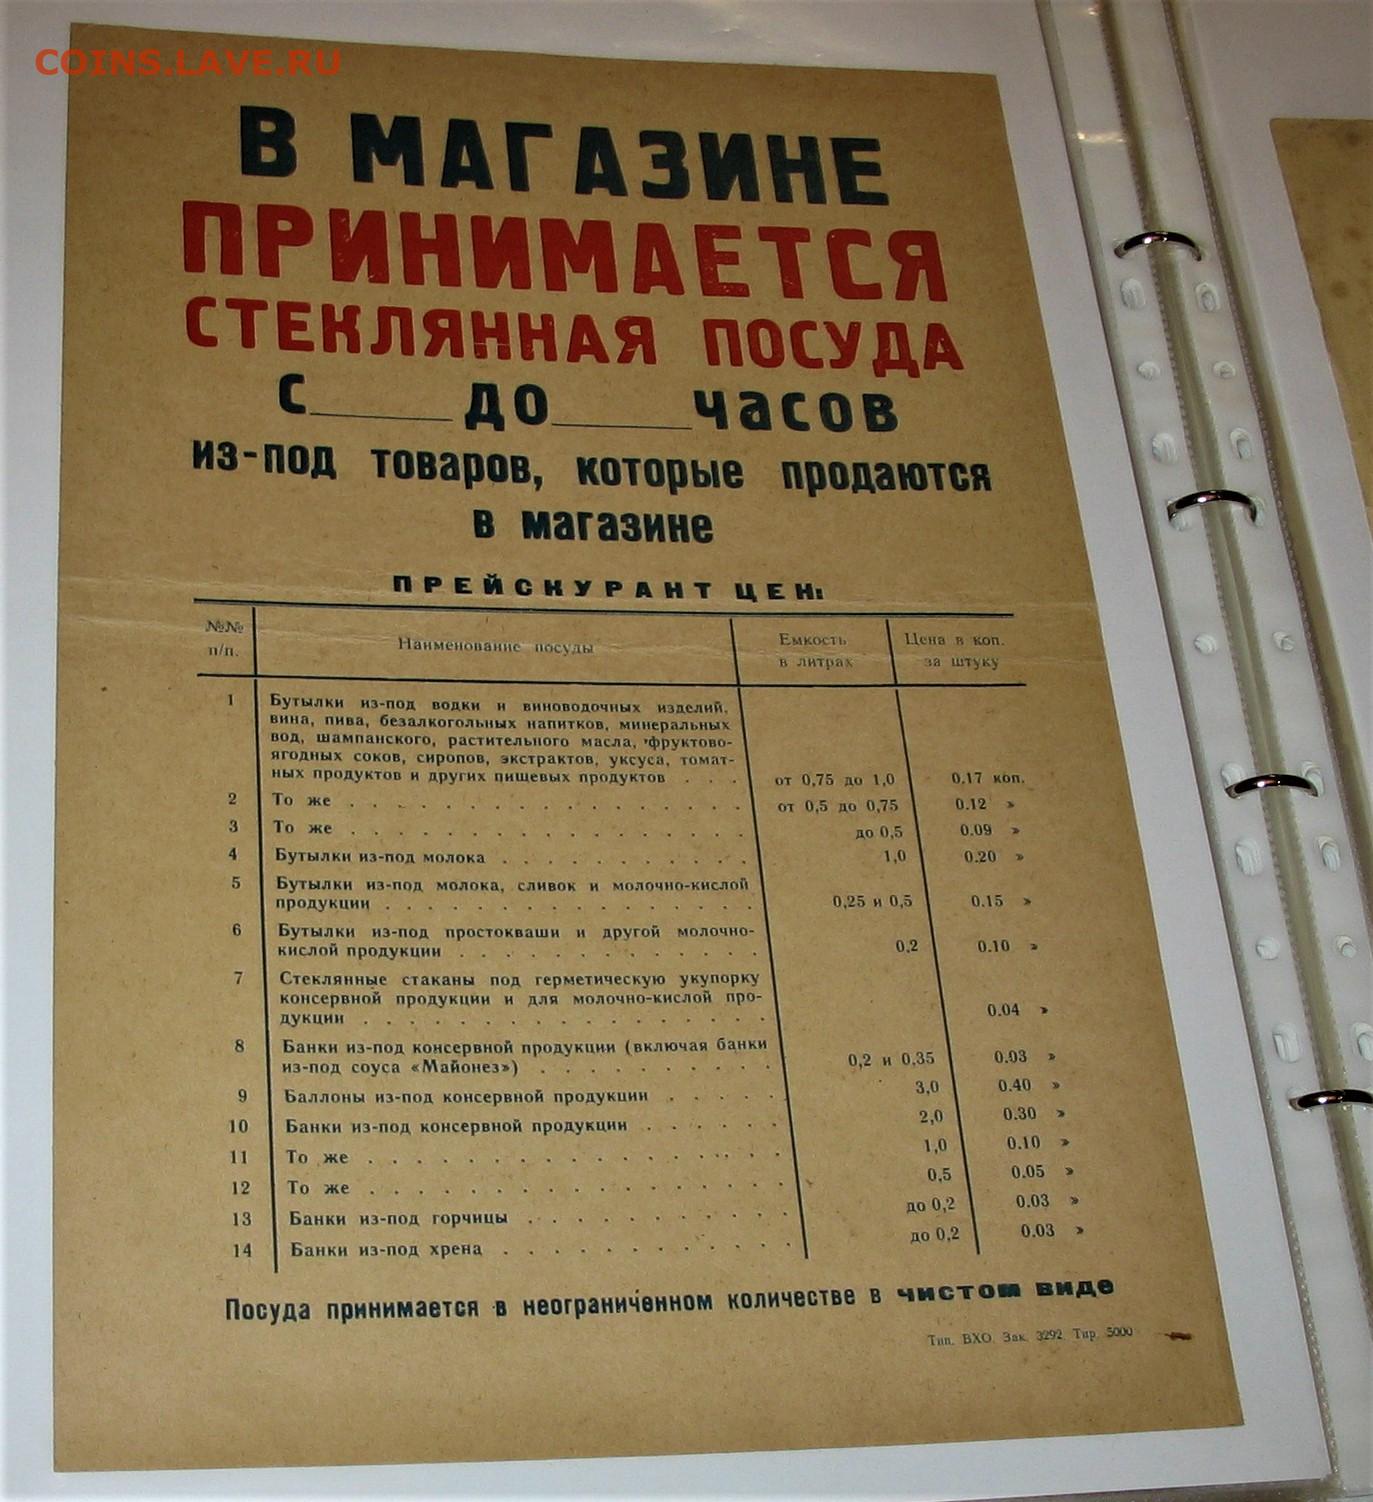 COINS.LAVE.RU
В МАГАЗИНЕ
ПРИНИМАЕТСЯ
СТЕКЛЯННАЯ ПОСУДА
С_____ДО_____ЧАСОВ
из-под товаров, которые продаются
в магазине
ПРЕЙСКУРАНТ ЦЕН:
№№ п/п. Наименование посуды Емкость в литрах Цена в коп. за штуку
1 Бутылки из-под водки и виноводочных изделий,
вина, пива, безалкогольных напитков, минеральных
вод, шампанского, растительного масла, фруктово-
ягодных соков, сиропов, экстрактов, уксуса, томат-
ных продуктов и других пищевых продуктов . . . от 0,75 до 1,0 0.17 коп.
2 То же . . . . . . . . . . . . . . . от 0,5 до 0,75 0.12 »
3 То же . . . . . . . . . . . . . . . до 0,5 0.09 »
4 Бутылки из-под молока . . . . . . . . . . 1,0 0.20 »
5 Бутылки из-под молока, сливок и молочно-кислой
продукции . . . . . . . . . . . . . . 0,25 и 0,5 0.15 »
6 Бутылки из-под простокваши и другой молочно-
кислой продукции . . . . . . . . . . . 0,2 0.10 »
7 Стеклянные стаканы под герметическую укупорку
консервной продукции и для молочно-кислой про-
дукции . . . . . . . . . . . . . . . 0.04 »
8 Банки из-под консервной продукции (включая банки
из-под соуса «Майонез») . . . . . . . . . 0,2 и 0,35 0.03 »
9 Баллоны из-под консервной продукции . . . . . 3,0 0.40 »
10 Банки из-под консервной продукции . . . . . . 2,0 0.30 »
11 То же . . . . . . . . . . . . . . . 1,0 0.10 »
12 То же . . . . . . . . . . . . . . . 0,5 0.05 »
13 Банки из-под горчицы . . . . . . . . . . до 0,2 0.03 »
14 Банки из-под хрена . . . . . . . . . . . до 0,2 0.03 »
Посуда принимается в неограниченном количестве в чистом виде
Тип. ВХО. Зак. 3292. Тир. 5000